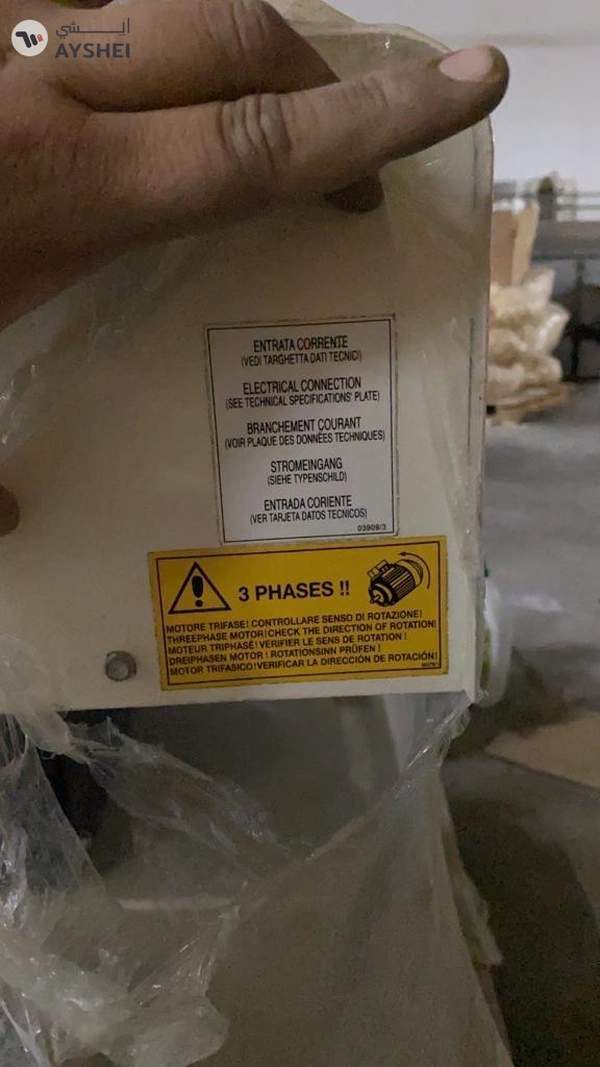 ايشي
AYSHEI
ENTRATA CORRENTE
(VEDI TARGHETTA DATI TECNICI)
ELECTRICAL CONNECTION
(SEE TECHNICAL SPECIFICATIONS' PLATE)
BRANCHEMENT COURANT
(VOIR PLAQUE DES DONNÉES TECHNIQUES)
STROMEINGANG
(SIEHE TYPENSCHILD)
ENTRADA CORIENTE
(VER TARJETA DATOS TECNICOS)
03908/3
3 PHASES !!
MOTORE TRIFASE! CONTROLLARE SENSO DI ROTAZIONE!
THREEPHASE MOTOR! CHECK THE DIRECTION OF ROTATION!
MOTEUR TRIPHASÉ! VERIFIER LE SENS DE ROTATION !
DREIPHASEN MOTOR ! ROTATIONSINN PRÜFEN !
MOTOR TRIFASICO! VERIFICAR LA DIRECCIÓN DE ROTACIÓN!